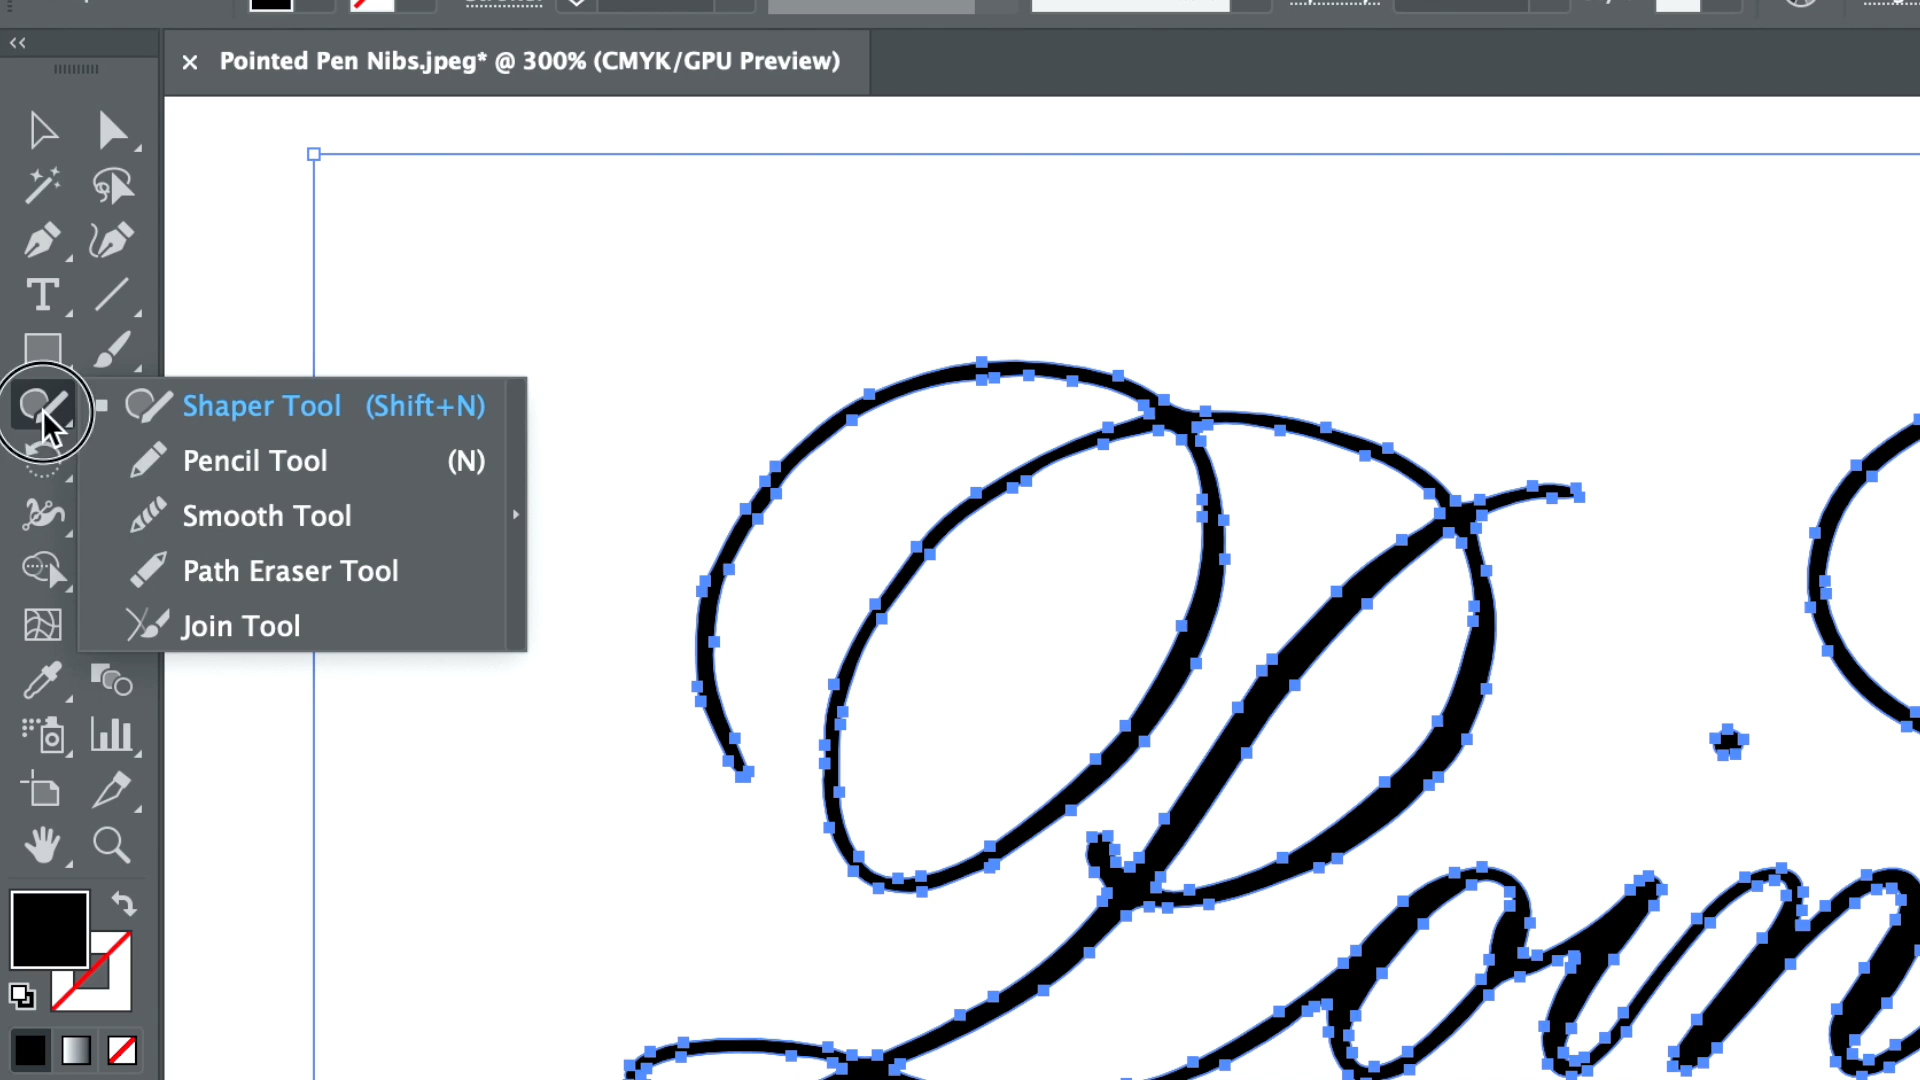 Pointed Pen Nibs.jpeg* @ 300% (CMYK/GPU Preview)
Shaper Tool (Shift+N)
Pencil Tool (N)
Smooth Tool
Path Eraser Tool
Join Tool